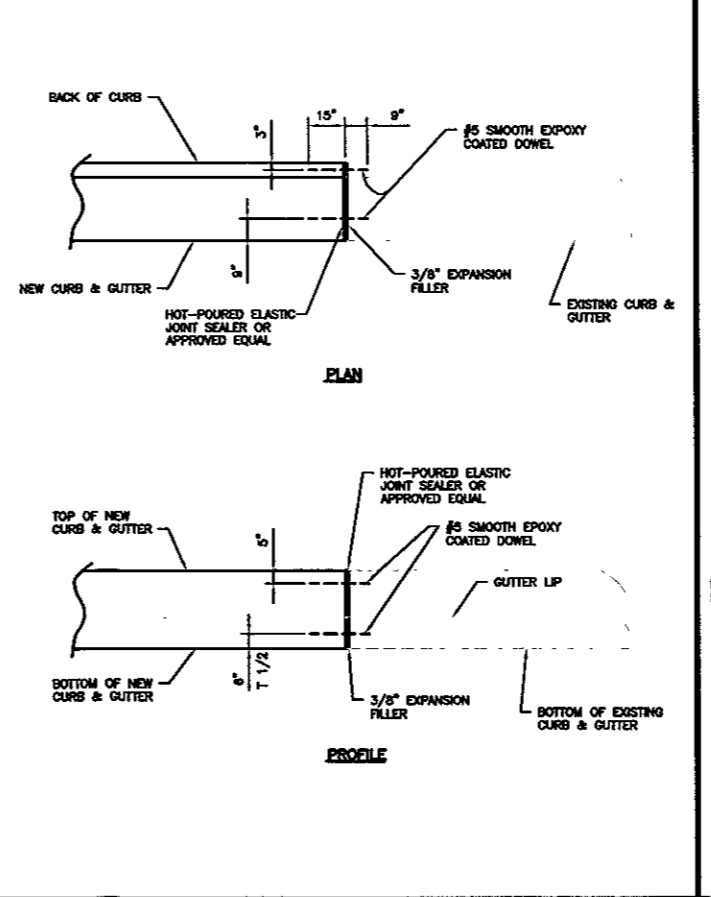 BACK OF CURB
15"
9"
3"
#5 SMOOTH EXPOXY
COATED DOWEL
9"
NEW CURB & GUTTER
3/8" EXPANSION
FILLER
HOT-POURED ELASTIC
JOINT SEALER OR
APPROVED EQUAL
EXISTING CURB &
GUTTER
PLAN
HOT-POURED ELASTIC
JOINT SEALER OR
APPROVED EQUAL
TOP OF NEW
CURB & GUTTER
5"
#5 SMOOTH EPOXY
COATED DOWEL
GUTTER LIP
6"
T 1/2
BOTTOM OF NEW
CURB & GUTTER
3/8" EXPANSION
FILLER
BOTTOM OF EXISTING
CURB & GUTTER
PROFILE